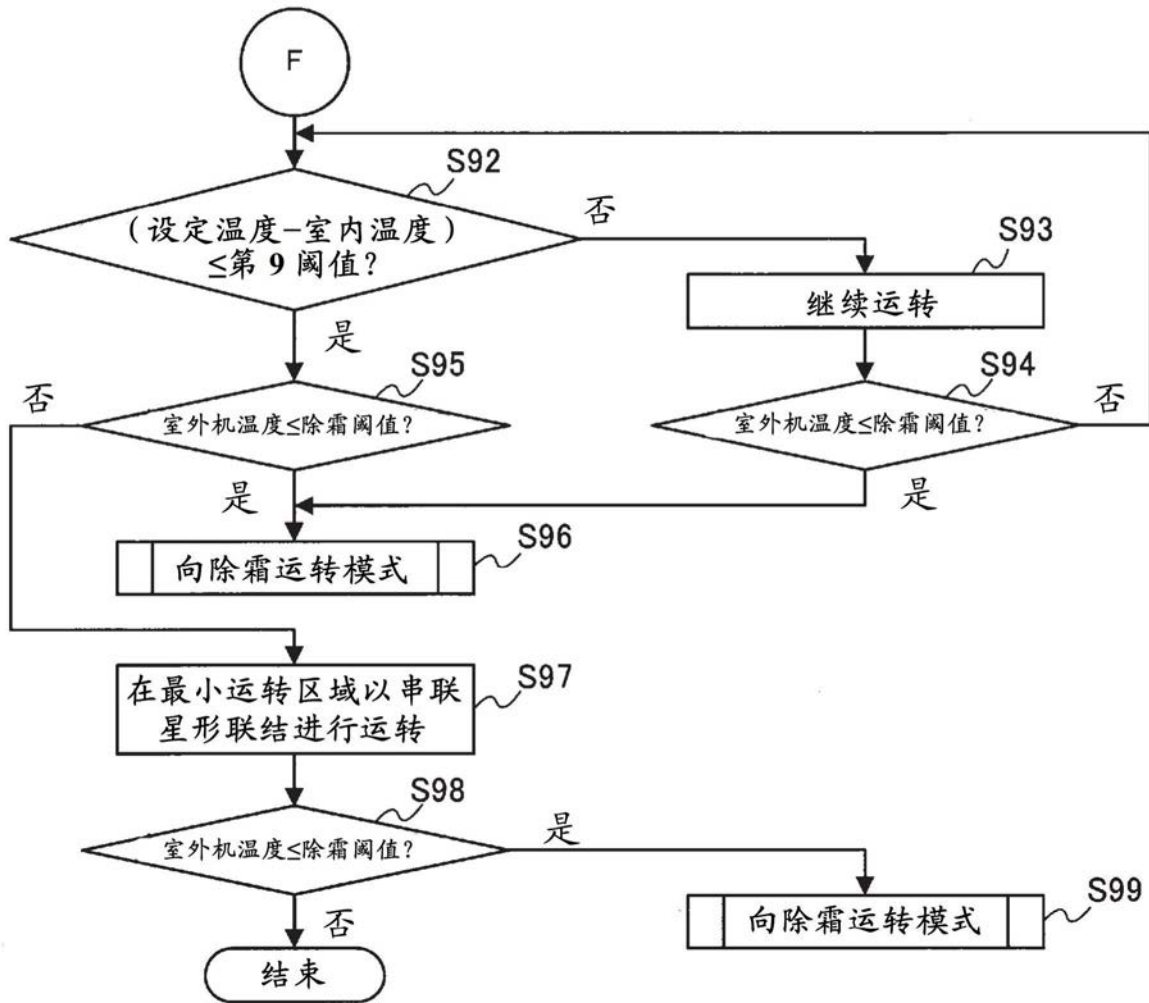 F
S92
(设定温度-室内温度)
≤第 9 阈值?
否
S93
继续运转
是
S95
S94
否
室外机温度≤除霜阈值?
室外机温度≤除霜阈值?
否
是
是
S96
向除霜运转模式
S97
在最小运转区域以串联
星形联结进行运转
S98
室外机温度≤除霜阈值?
是
S99
向除霜运转模式
否
结束